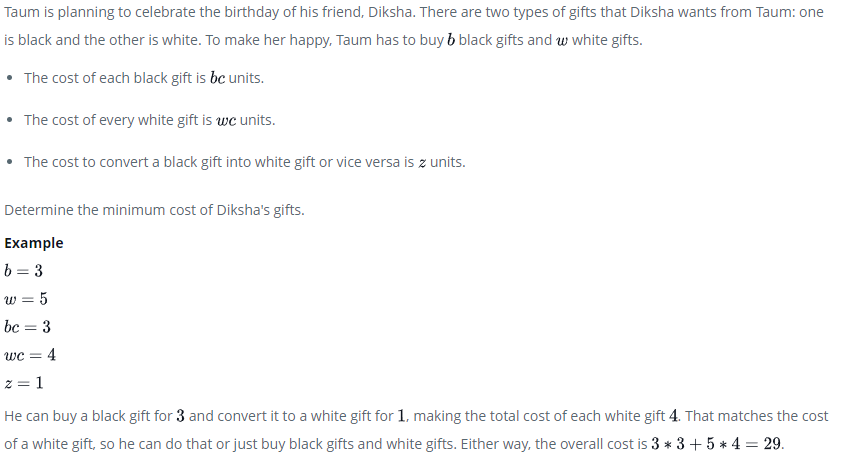 Taum is planning to celebrate the birthday of his friend, Diksha. There are two types of gifts that Diksha wants from Taum: one
is black and the other is white. To make her happy, Taum has to buy b black gifts and w white gifts.
• The cost of each black gift is bc units.
• The cost of every white gift is wc units.
• The cost to convert a black gift into white gift or vice versa is z units.
Determine the minimum cost of Diksha's gifts.
Example
b = 3
w = 5
bc = 3
wc = 4
z = 1
He can buy a black gift for 3 and convert it to a white gift for 1, making the total cost of each white gift 4. That matches the cost
of a white gift, so he can do that or just buy black gifts and white gifts. Either way, the overall cost is 3 * 3 + 5 * 4 = 29.